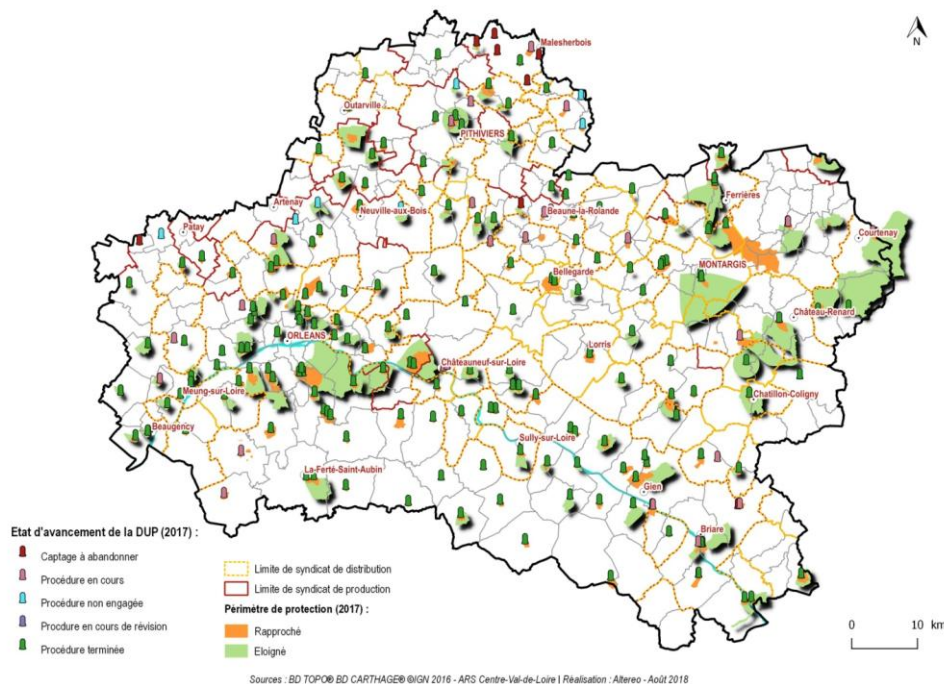 N
Malesherbois
Outarville
PITHIVIERS
Artenay
Neuville-aux-Bois
Beaune-la-Rolande
Ferrières
Patay
Courtenay
MONTARGIS
Bellegarde
Château-Renard
ORLEANS
Lorris
Châteauneuf-sur-Loire
Meung-sur-Loire
Chatillon-Coligny
Beaugency
Sully-sur-Loire
La-Ferté-Saint-Aubin
Gien
Briare
Etat d'avancement de la DUP (2017) :
Captage à abandonner
Procédure en cours
Procédure non engagée
Procdure en cours de révision
Procédure terminée
Limite de syndicat de distribution
Limite de syndicat de production
Périmètre de protection (2017) :
Rapproché
Eloigné
0 10 km
Sources : BD TOPO® BD CARTHAGE® ©IGN 2016 - ARS Centre-Val-de-Loire | Réalisation : Altereo - Août 2018